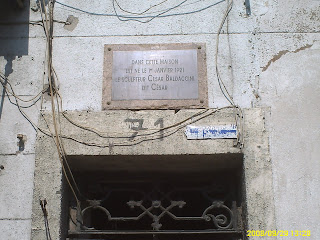 DANS CETTE MAISON
EST NÉ LE 1ER JANVIER 1921
LE SCULPTEUR CÉSAR BALDACCINI
DIT CÉSAR
71